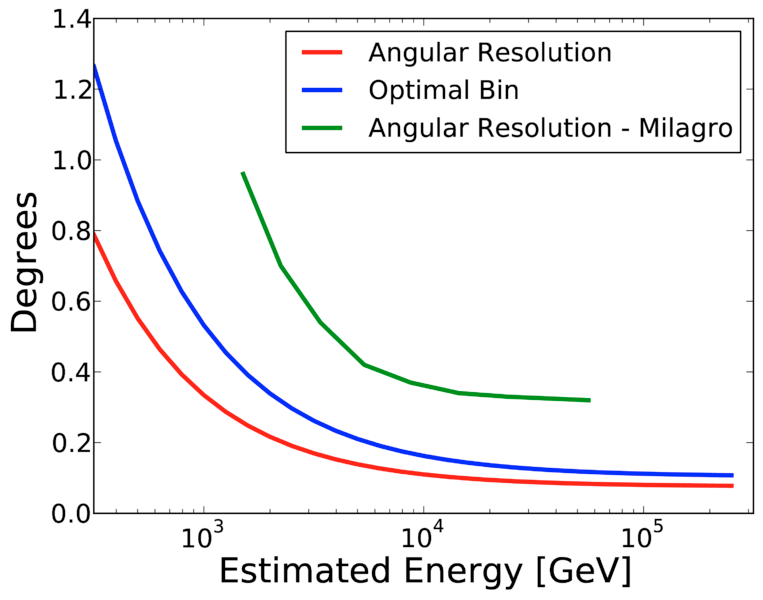 1.4
1.2
1.0
0.8
0.6
0.4
0.2
0.0
Degrees
Angular Resolution
Optimal Bin
Angular Resolution - Milagro
10³ 10⁴ 10⁵
Estimated Energy [GeV]